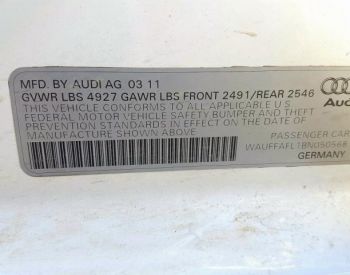 MFD. BY AUDI AG 03 11
GVWR LBS 4927 GAWR LBS FRONT 2491/REAR 2546
THIS VEHICLE CONFORMS TO ALL APPLICABLE U S
FEDERAL MOTOR VEHICLE SAFETY BUMPER AND THEFT
PREVENTION STANDARDS IN EFFECT ON THE DATE OF
MANUFACTURE SHOWN ABOVE
Aud
PASSENGER CAR
WAUFFAFL1BN050568
GERMANY